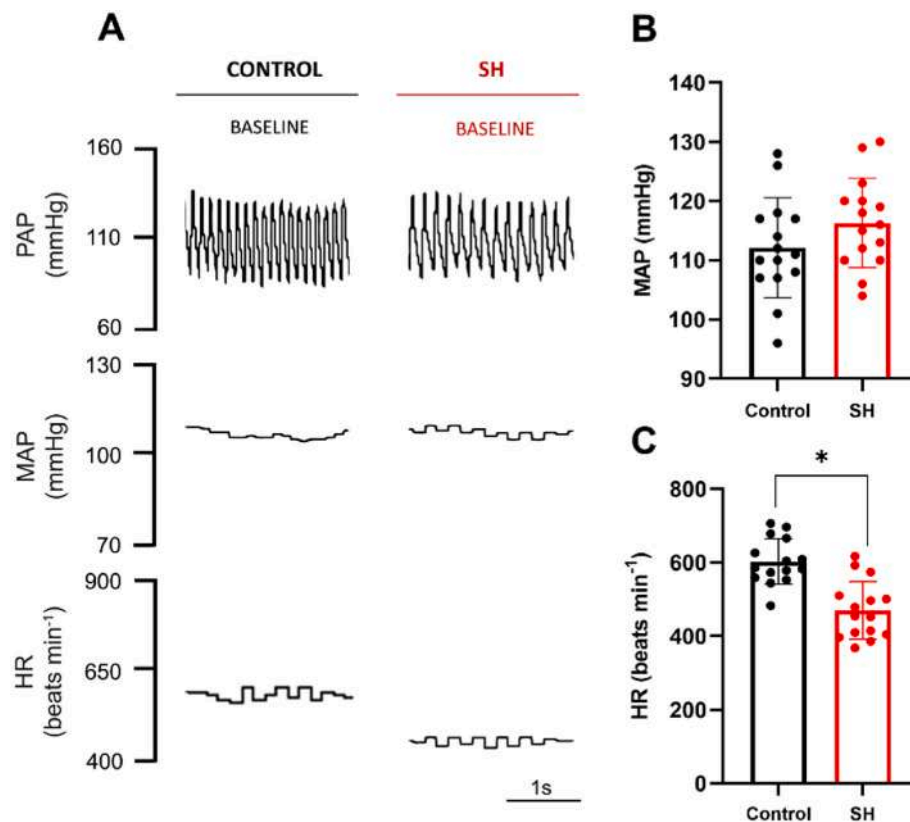 A
CONTROL
SH
BASELINE
BASELINE
160
110
60
PAP
(mmHg)
130
100
70
MAP
(mmHg)
900
650
400
HR
(beats min⁻¹)
1s
B
140
130
120
110
100
90
MAP (mmHg)
Control
SH
C
*
800
600
400
200
0
HR (beats min⁻¹)
Control
SH